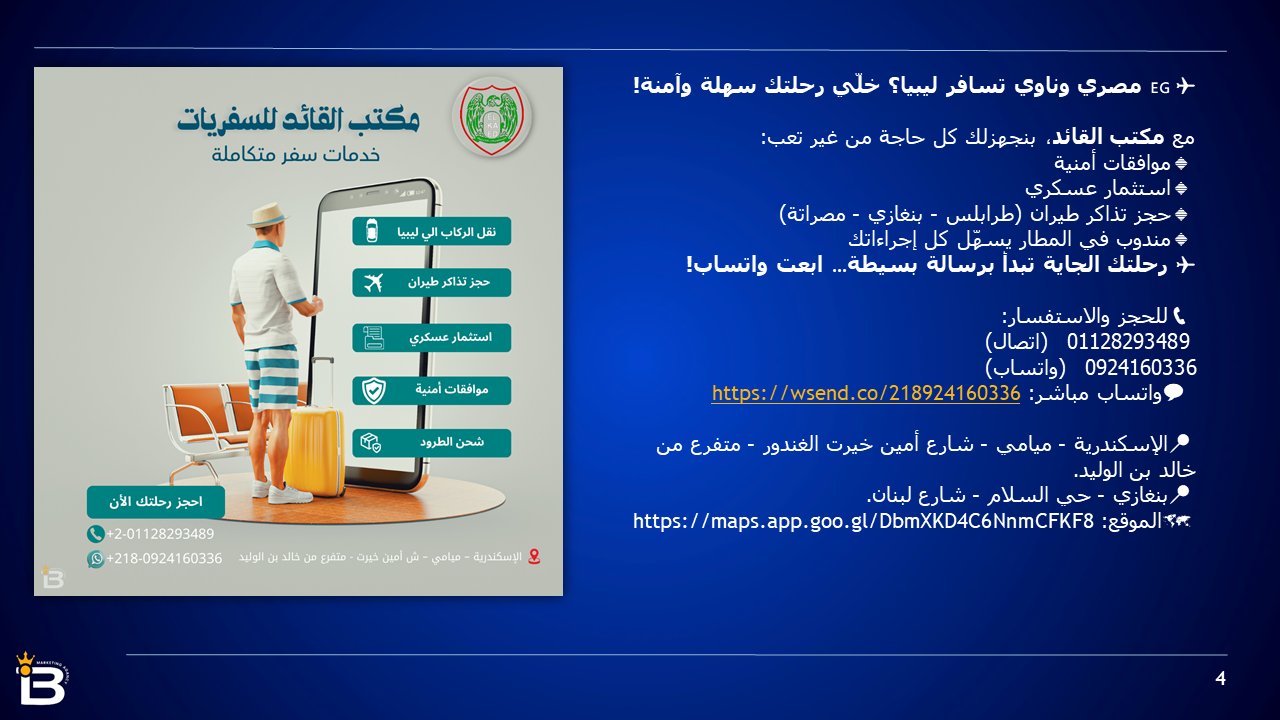 ✈ EG مصري وناوي تسافر ليبيا؟ خلّي رحلتك سهلة وآمنة!
مع مكتب القائد، بنجهزلك كل حاجة من غير تعب:
🔹موافقات أمنية
🔹استثمار عسكري
🔹حجز تذاكر طيران (طرابلس - بنغازي - مصراتة)
🔹مندوب في المطار يسهّل كل إجراءاتك
✈ رحلتك الجاية تبدأ برسالة بسيطة... ابعت واتساب!
📞للحجز والاستفسار:
01128293489 (اتصال)
0924160336 (واتساب)
💬واتساب مباشر: https://wsend.co/218924160336
📍الإسكندرية - ميامي - شارع أمين خيرت الغندور - متفرع من
خالد بن الوليد.
📍بنغازي - حي السلام - شارع لبنان.
🗺الموقع: https://maps.app.goo.gl/DbmXKD4C6NnmCFKF8
مكتب القائد للسفريات
خدمات سفر متكاملة
نقل الركاب الي ليبيا
حجز تذاكر طيران
استثمار عسكري
موافقات أمنية
شحن الطرود
احجز رحلتك الأن
+2-01128293489
+218-0924160336
الإسكندرية – ميامي – ش أمين خيرت - متفرع من خالد بن الوليد
4